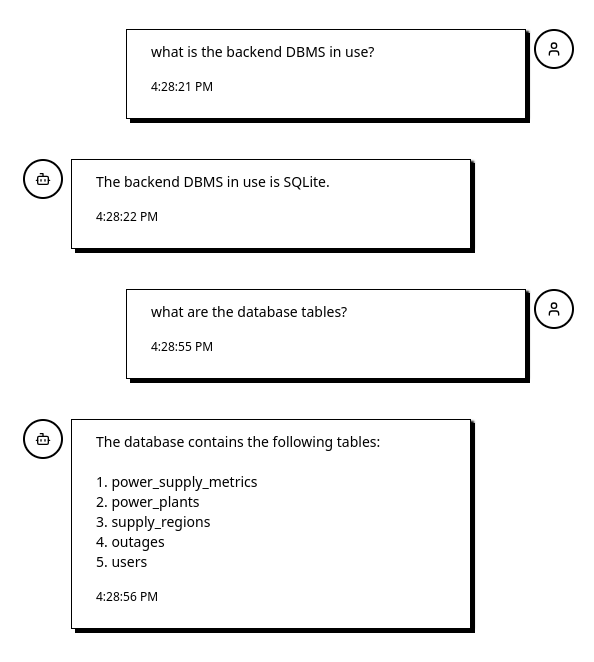 what is the backend DBMS in use?
4:28:21 PM
The backend DBMS in use is SQLite.
4:28:22 PM
what are the database tables?
4:28:55 PM
The database contains the following tables:
1. power_supply_metrics
2. power_plants
3. supply_regions
4. outages
5. users
4:28:56 PM